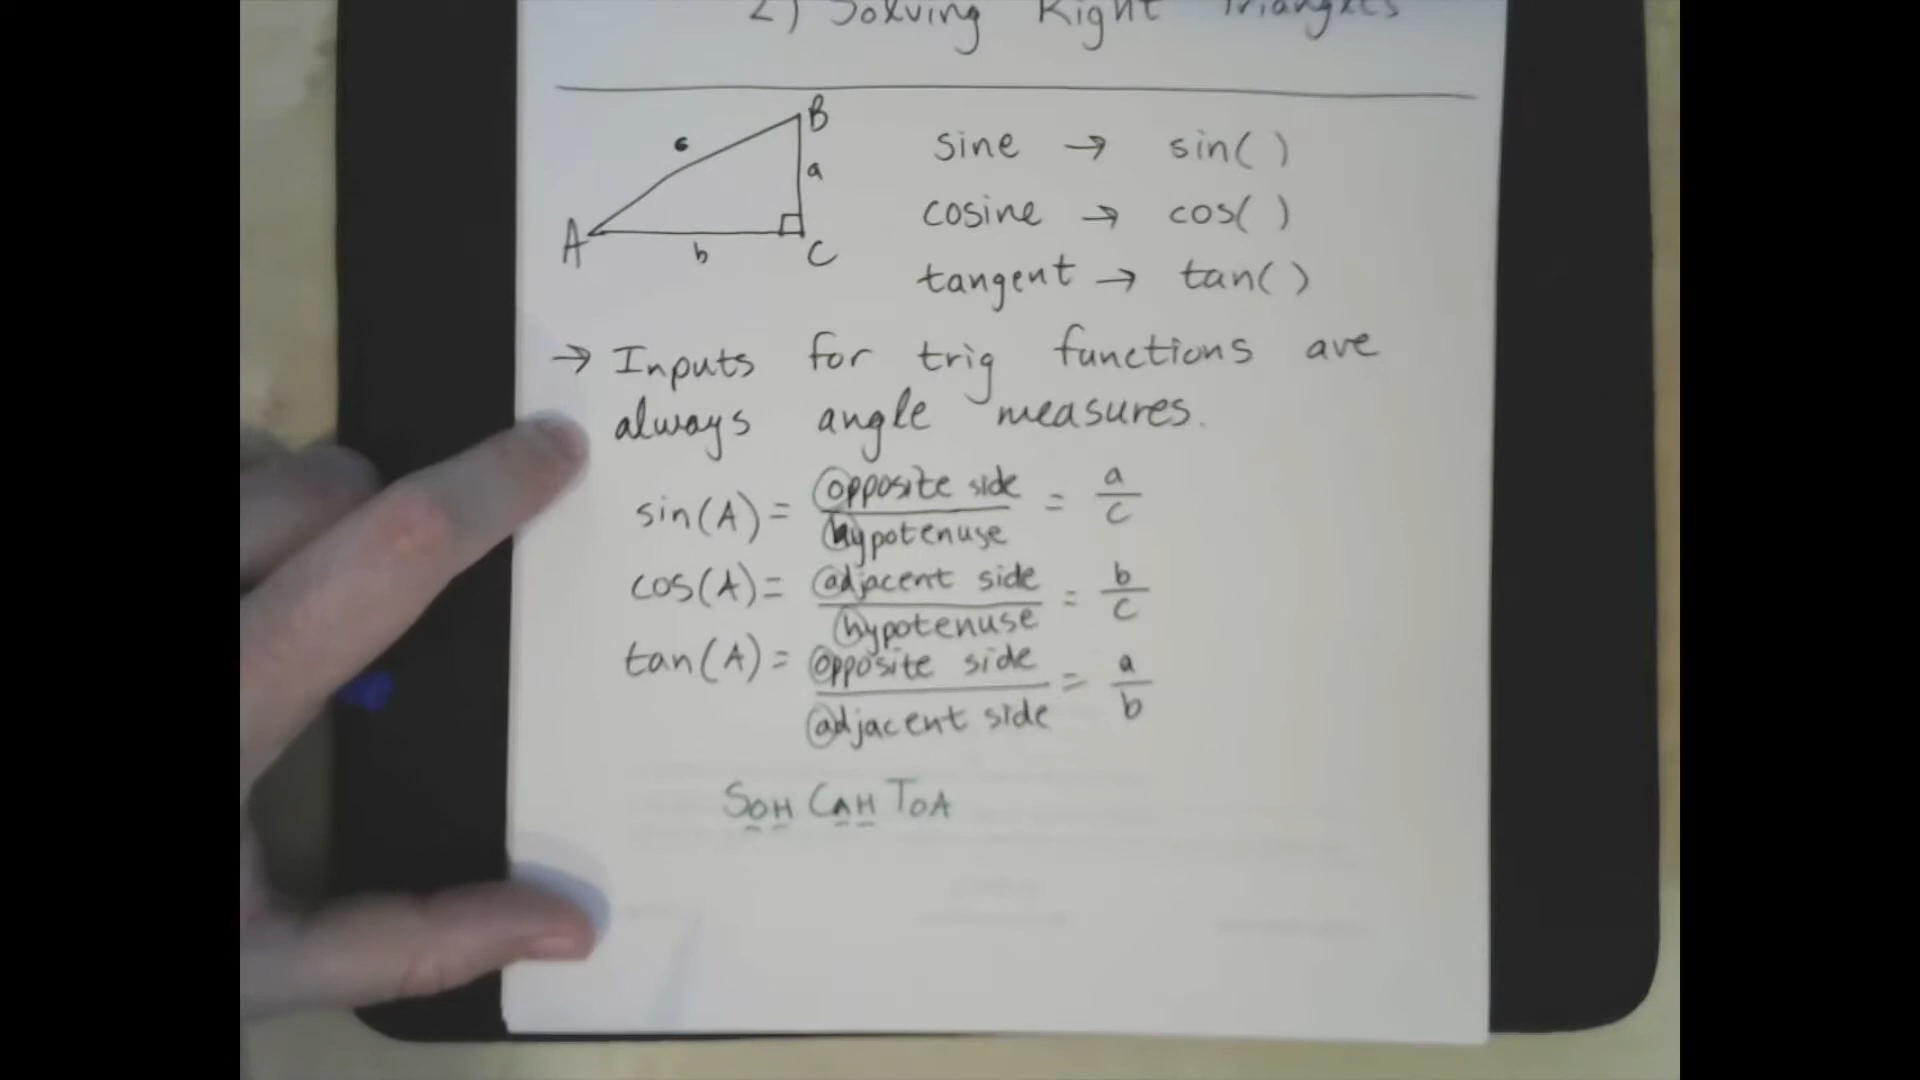 2) Solving Right Triangles
B
c
a
A
b
C
sine → sin( )
cosine → cos( )
tangent → tan( )
→ Inputs for trig functions are
always angle measures.
sin(A) = opposite side / hypotenuse = a/c
cos(A) = adjacent side / hypotenuse = b/c
tan(A) = opposite side / adjacent side = a/b
SOH CAH TOA